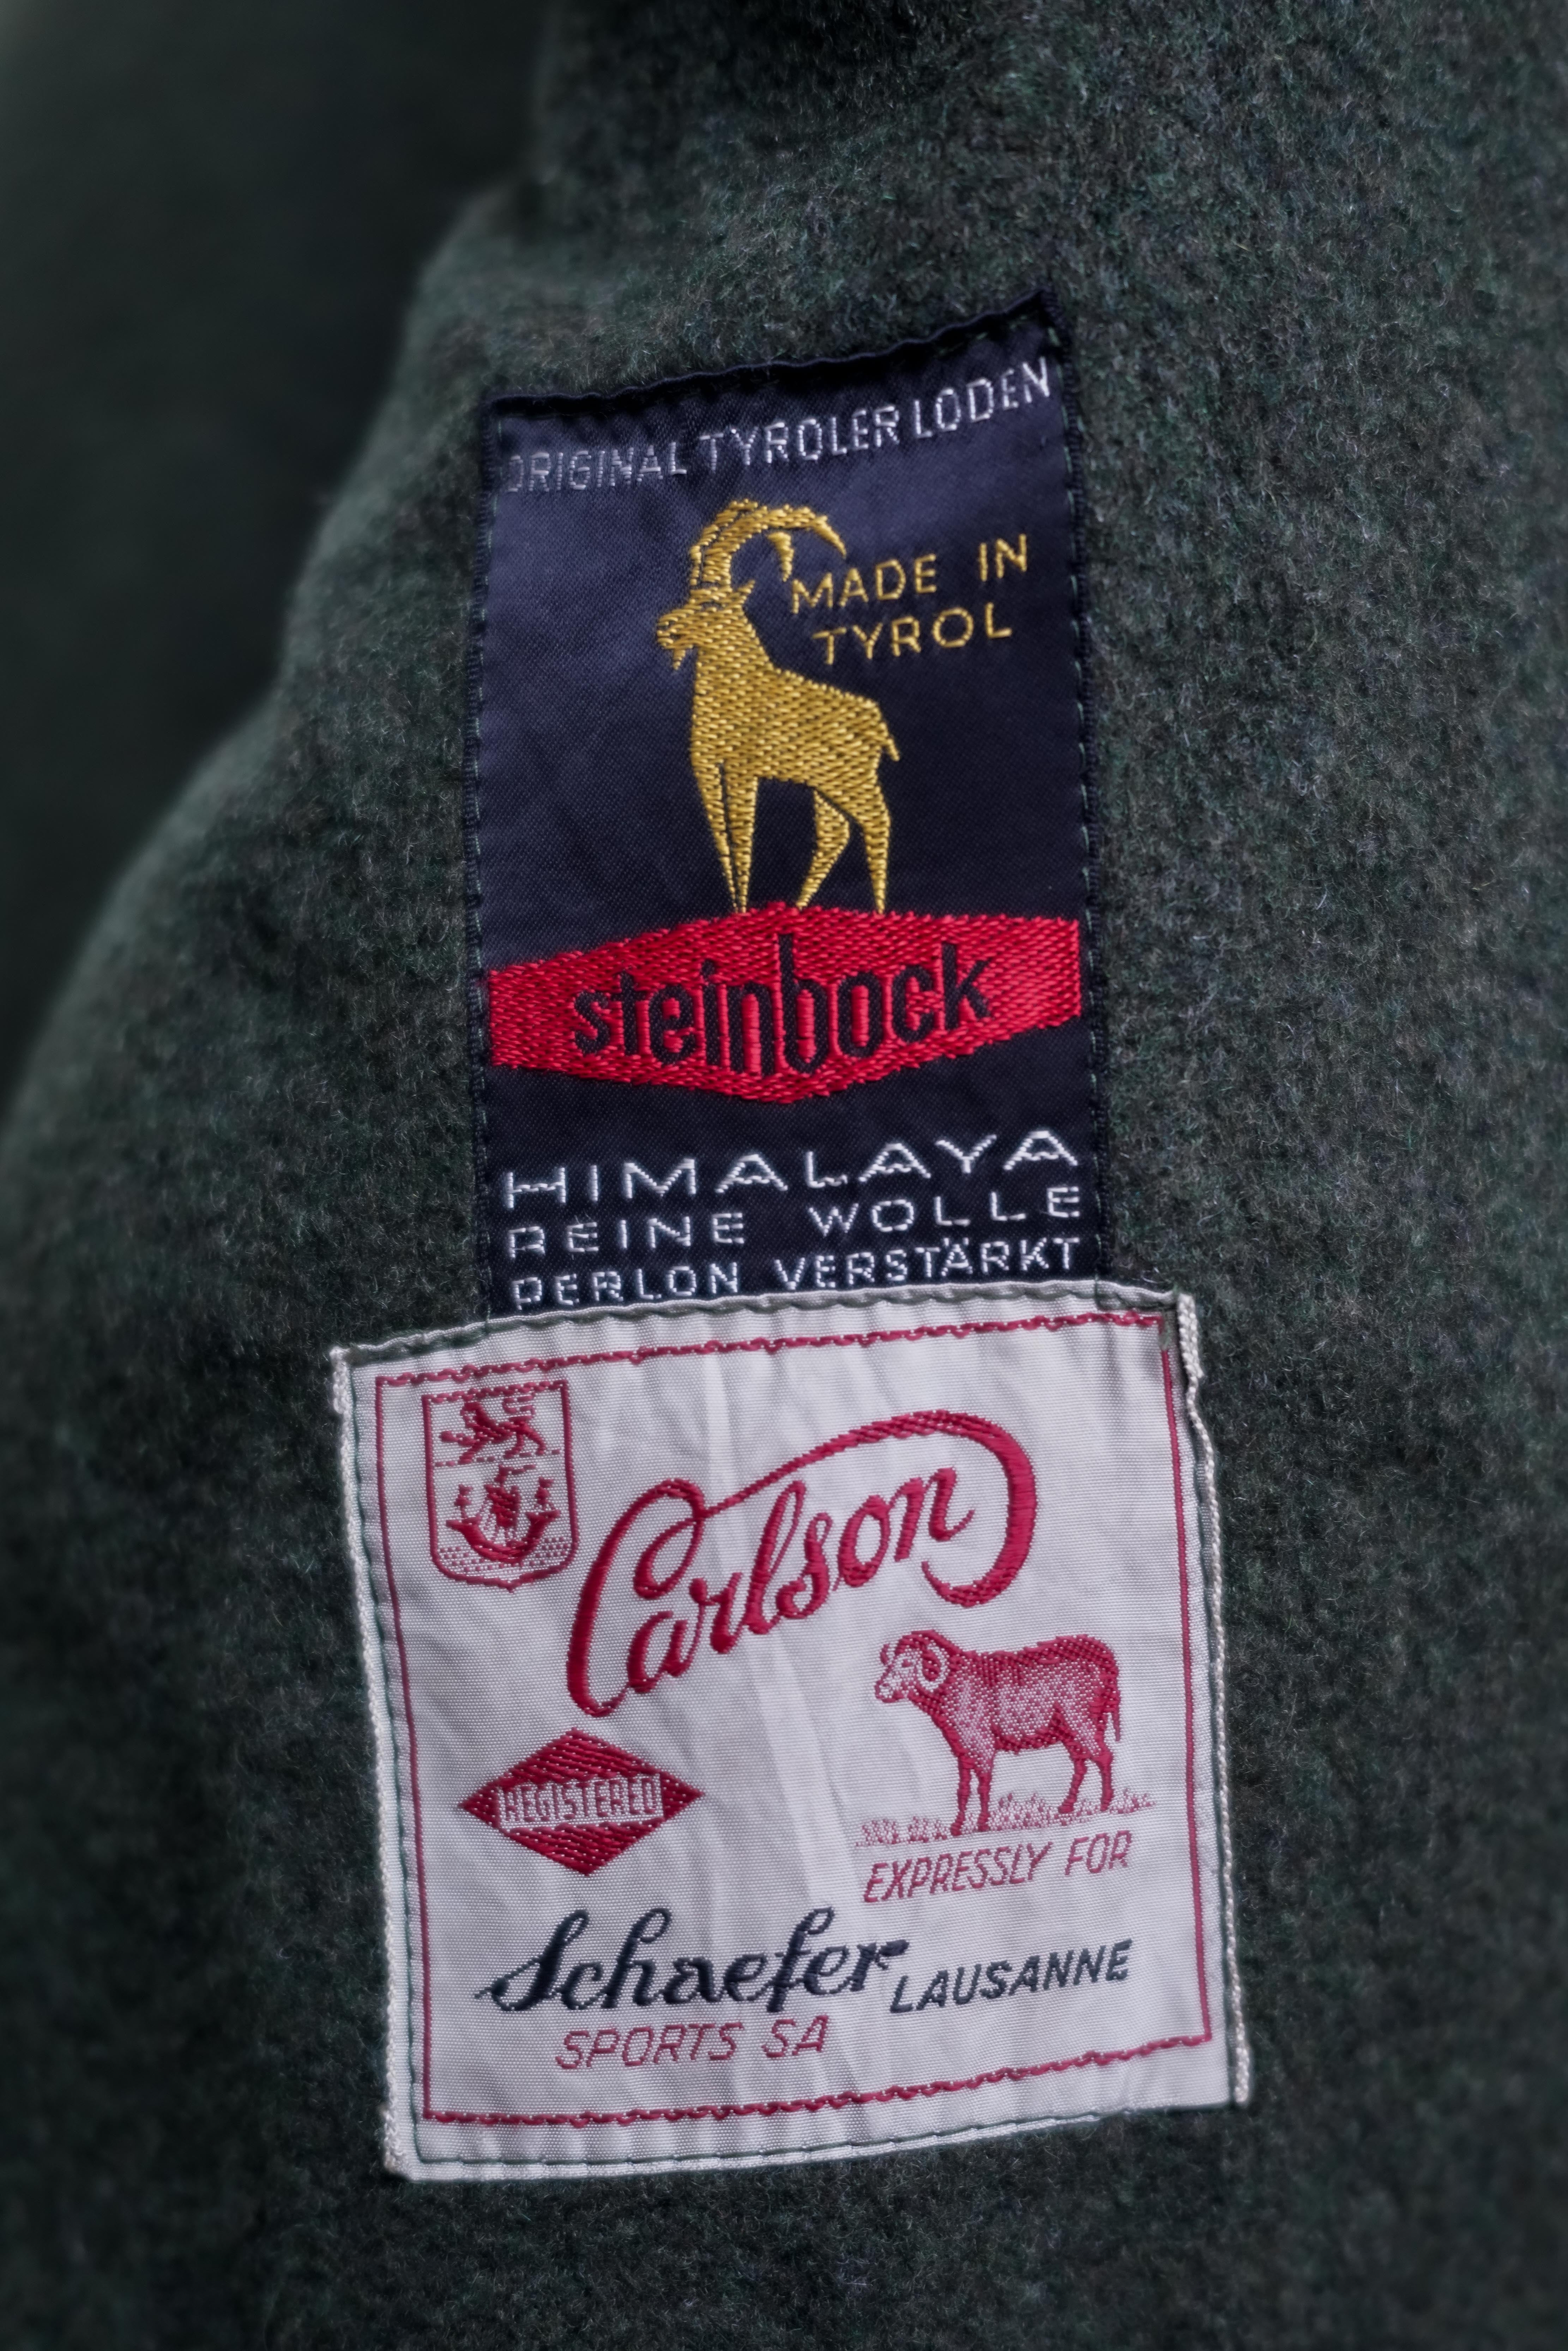 ORIGINAL TYROLER LODEN
MADE IN
TYROL
steinbock
HIMALAYA
REINE WOLLE
PERLON VERSTÄRKT
Carlson
REGISTERED
EXPRESSLY FOR
Schaefer LAUSANNE
SPORTS SA